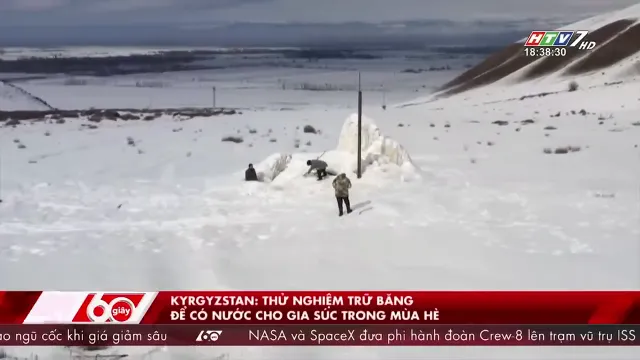 HTV7 HD
18:38:30
60 giây
KYRGYZSTAN: THỬ NGHIỆM TRỮ BĂNG
ĐỂ CÓ NƯỚC CHO GIA SÚC TRONG MÙA HÈ
ào ngũ cốc khi giá giảm sâu 60 NASA và SpaceX đưa phi hành đoàn Crew-8 lên trạm vũ trụ ISS